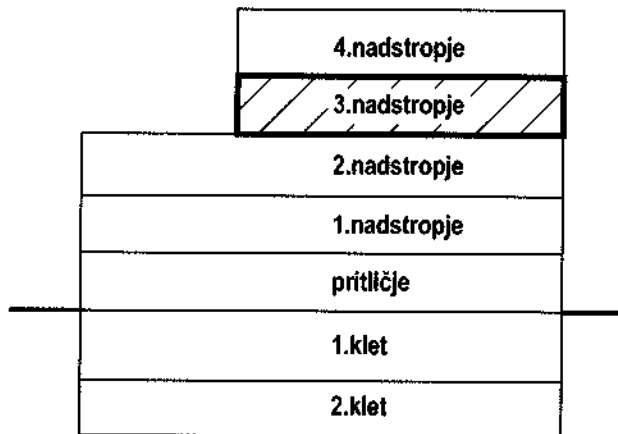 4.nadstropje
3.nadstropje
2.nadstropje
1.nadstropje
pritličje
1.klet
2.klet